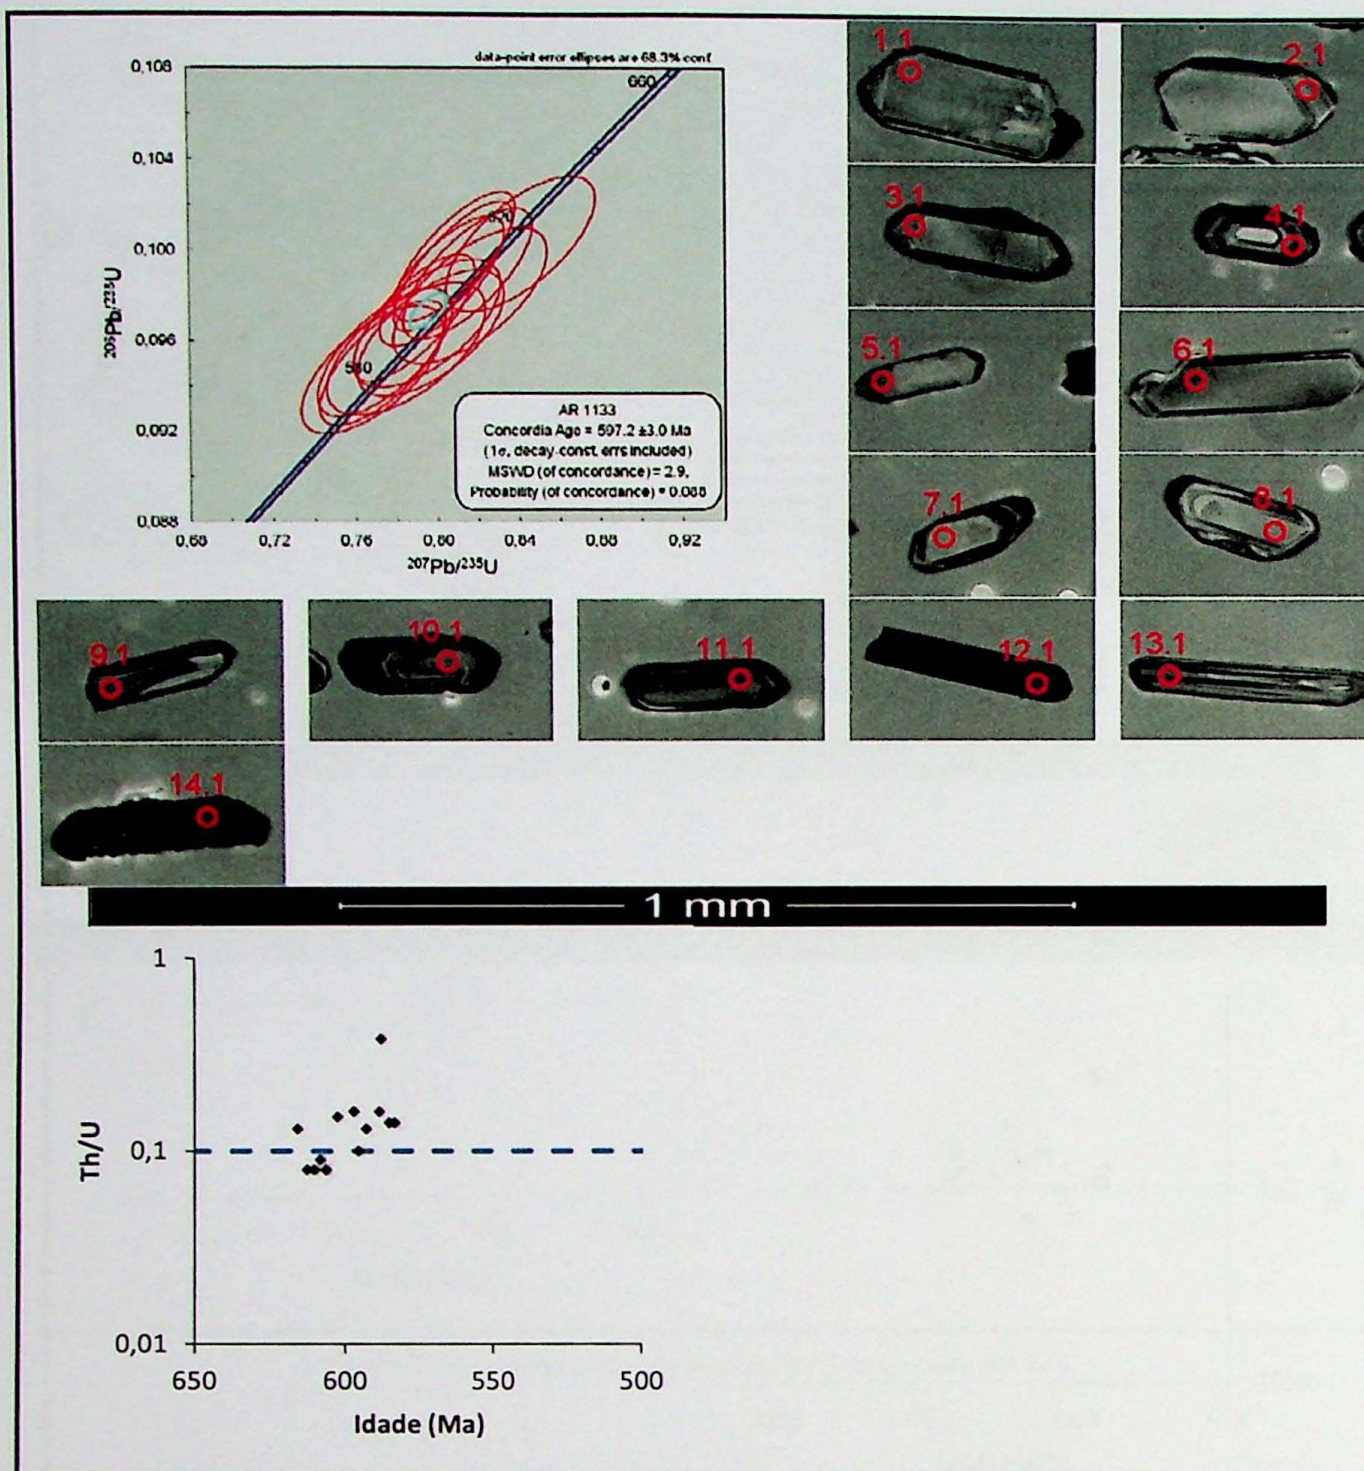 data-point error ellipses are 68.3% conf
0,108
660
0,104
0,100
0,096
580
0,092
0,088
0,68 0,72 0,76 0,80 0,84 0,88 0,92
206Pb/238U
207Pb/235U
AR 1133
Concordia Age = 597.2 ±3.0 Ma
(1σ, decay-const. errs included)
MSWD (of concordance) = 2.9,
Probability (of concordance) = 0.088
1.1
2.1
3.1
4.1
5.1
6.1
7.1
8.1
9.1
10.1
11.1
12.1
13.1
14.1
1 mm
1
0,1
0,01
Th/U
650 600 550 500
Idade (Ma)